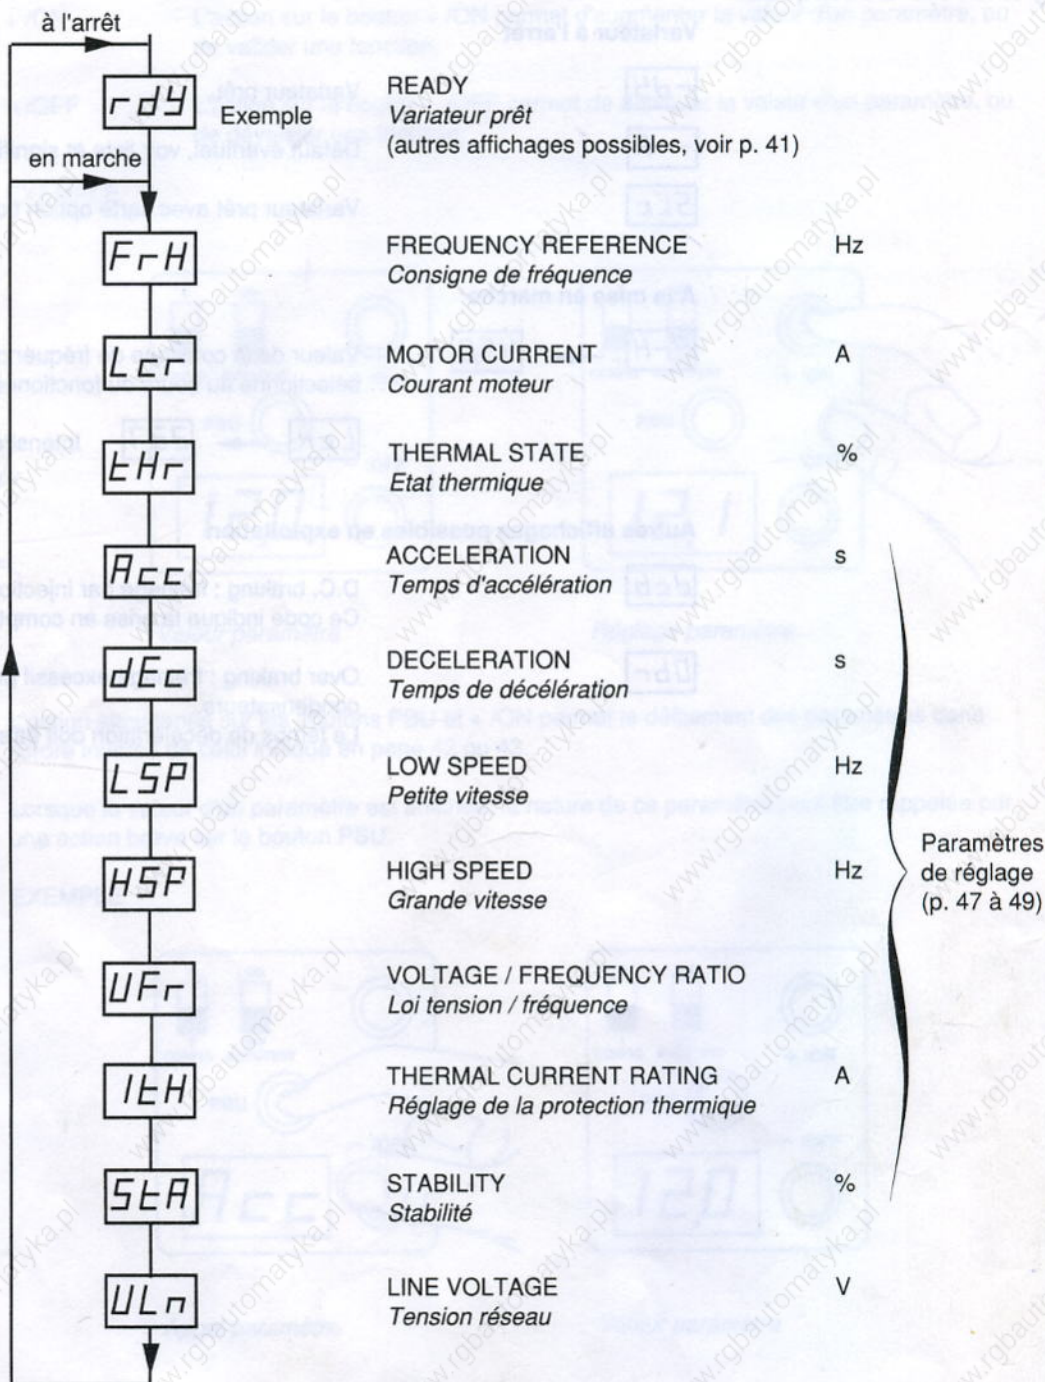 à l'arrêt
rdY
Exemple
READY
Variateur prêt
(autres affichages possibles, voir p. 41)
en marche
FrH
FREQUENCY REFERENCE
Hz
Consigne de fréquence
Lcr
MOTOR CURRENT
A
Courant moteur
tHr
THERMAL STATE
%
Etat thermique
Acc
ACCELERATION
s
Temps d'accélération
dEc
DECELERATION
s
Temps de décélération
LSP
LOW SPEED
Hz
Petite vitesse
HSP
HIGH SPEED
Hz
Grande vitesse
Paramètres
de réglage
(p. 47 à 49)
UFr
VOLTAGE / FREQUENCY RATIO
Loi tension / fréquence
ItH
THERMAL CURRENT RATING
A
Réglage de la protection thermique
StA
STABILITY
%
Stabilité
ULn
LINE VOLTAGE
V
Tension réseau
www.rgbautomatyka.pl